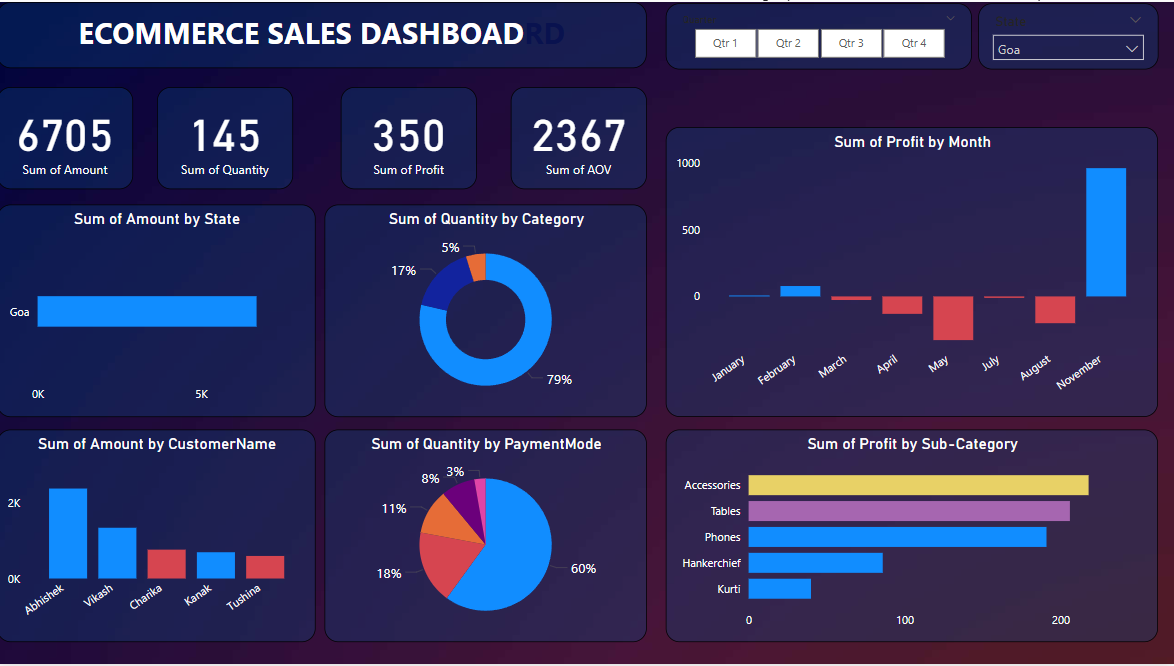 ECOMMERCE SALES DASHBOARD
Qtr 1 Qtr 2 Qtr 3 Qtr 4
Goa
6705
Sum of Amount
145
Sum of Quantity
350
Sum of Profit
2367
Sum of AOV
Sum of Profit by Month
1000
500
0
January February March April May July August November
Sum of Amount by State
Goa
0K 5K
Sum of Quantity by Category
5%
17%
79%
Sum of Amount by CustomerName
2K
0K
Abhishek Vikash Charika Kanak Tushina
Sum of Quantity by PaymentMode
3%
8%
11%
18%
60%
Sum of Profit by Sub-Category
Accessories
Tables
Phones
Hankerchief
Kurti
0 100 200